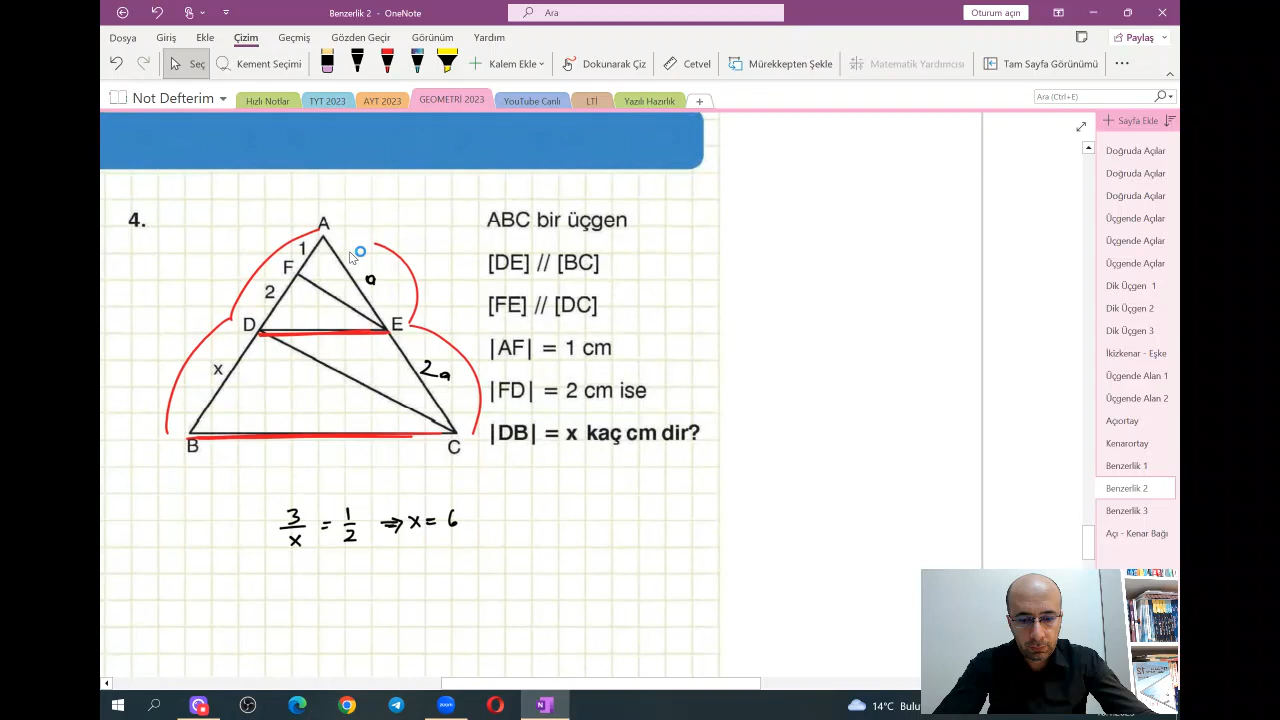 Benzerlik 2 - OneNote
Ara
Oturum açın
Dosya Giriş Ekle Çizim Geçmiş Gözden Geçir Görünüm Yardım
Paylaş
Seç Kement Seçimi Kalem Ekle Dokunarak Çiz Cetvel Mürekkepten Şekle Matematik Yardımcısı Tam Sayfa Görünümü
Not Defterim Hızlı Notlar TYT 2023 AYT 2023 GEOMETRİ 2023 YouTube Canlı LTİ Yazılı Hazırlık
Ara (Ctrl+E)
Sayfa Ekle
Doğruda Açılar
Doğruda Açılar
Doğruda Açılar
Üçgende Açılar
Üçgende Açılar
Üçgende Açılar
Dik Üçgen 1
Dik Üçgen 2
Dik Üçgen 3
İkizkenar - Eşke
Üçgende Alan 1
Üçgende Alan 2
Açıortay
Kenarortay
Benzerlik 1
Benzerlik 2
Benzerlik 3
Açı - Kenar Bağı
4.
A
1
F
a
2
D
E
x
2a
B
C
ABC bir üçgen
[DE] // [BC]
[FE] // [DC]
|AF| = 1 cm
|FD| = 2 cm ise
|DB| = x kaç cm dir?
3/x = 1/2 ⇒ x = 6
zoom
14°C Bulu